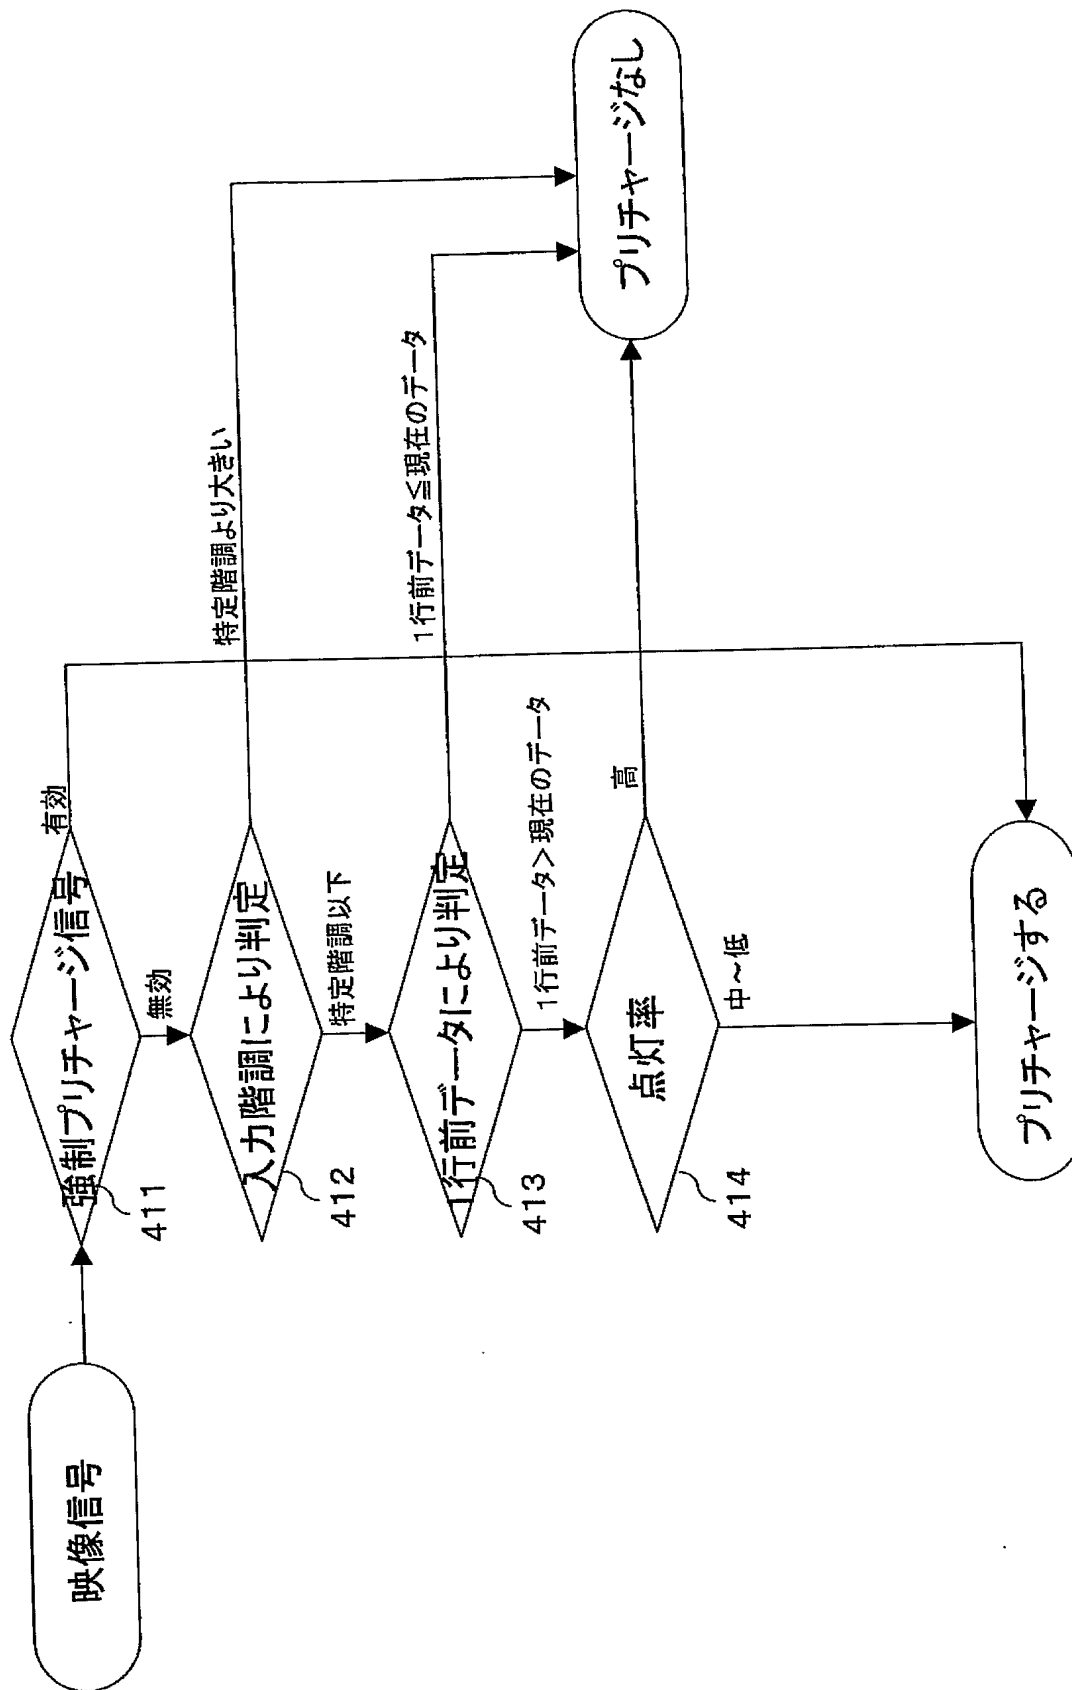 映像信号
強制プリチャージ信号
411
有効
無効
入力階調により判定
412
特定階調より大きい
特定階調以下
1行前データにより判定
413
1行前データ≦現在のデータ
1行前データ>現在のデータ
点灯率
414
高
中~低
プリチャージなし
プリチャージする